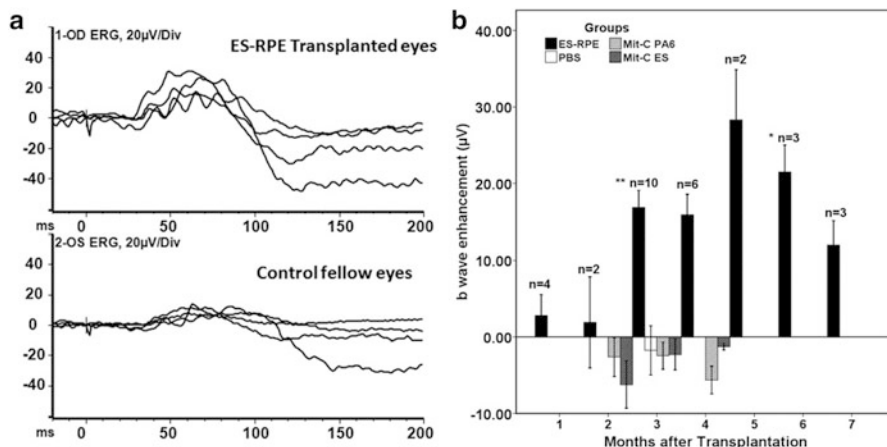 a
1-OD ERG, 20μV/Div
ES-RPE Transplanted eyes
40
20
0
-20
-40
ms 0 50 100 150 200
2-OS ERG, 20μV/Div
Control fellow eyes
40
20
0
-20
-40
ms 0 50 100 150 200
b
Groups
ES-RPE Mit-C PA6
PBS Mit-C ES
b wave enhancement (μV)
40.00
30.00
20.00
10.00
0.00
-10.00
n=4
n=2
** n=10
n=6
n=2
* n=3
n=3
1 2 3 4 5 6 7
Months after Transplantation